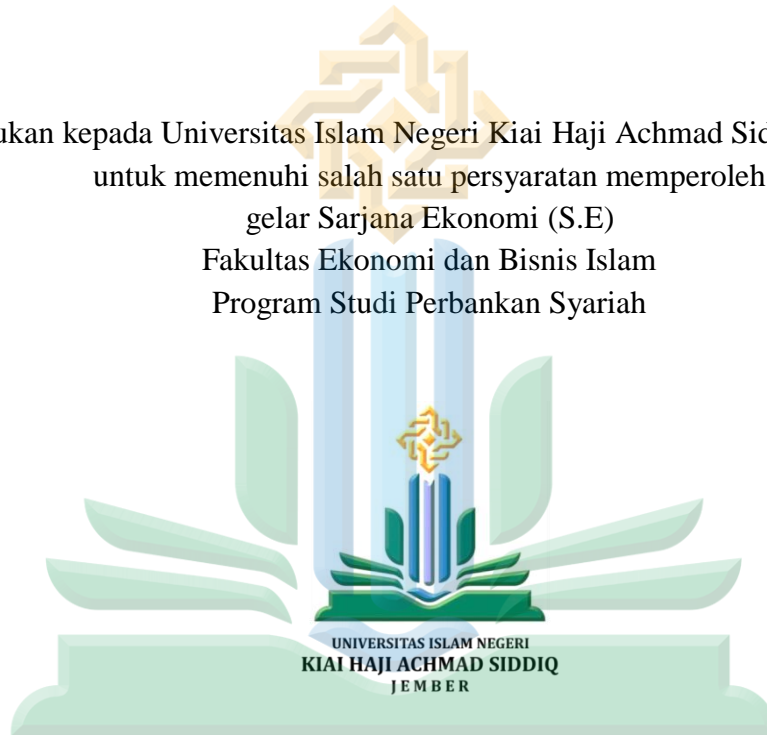 ukan kepada Universitas Islam Negeri Kiai Haji Achmad Sid
untuk memenuhi salah satu persyaratan memperoleh
gelar Sarjana Ekonomi (S.E)
Fakultas Ekonomi dan Bisnis Islam
Program Studi Perbankan Syariah
UNIVERSITAS ISLAM NEGERI
KIAI HAJI ACHMAD SIDDIQ
JEMBER